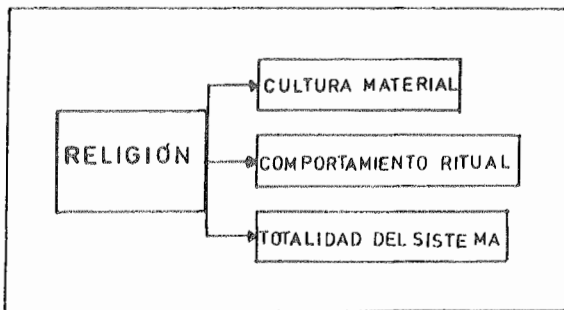 RELIGIÓN
CULTURA MATERIAL
COMPORTAMIENTO RITUAL
TOTALIDAD DEL SISTEMA